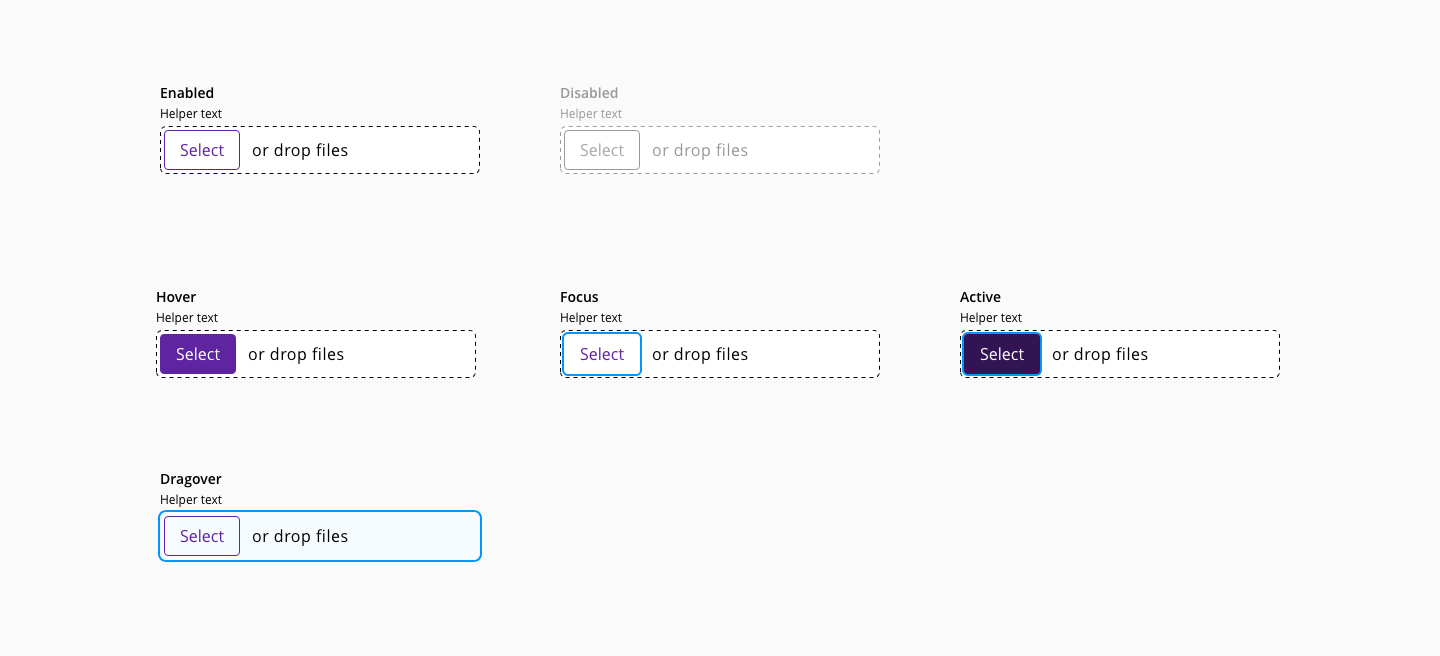 Enabled
Helper text
Select or drop files
Disabled
Helper text
Select or drop files
Hover
Helper text
Select or drop files
Focus
Helper text
Select or drop files
Active
Helper text
Select or drop files
Dragover
Helper text
Select or drop files